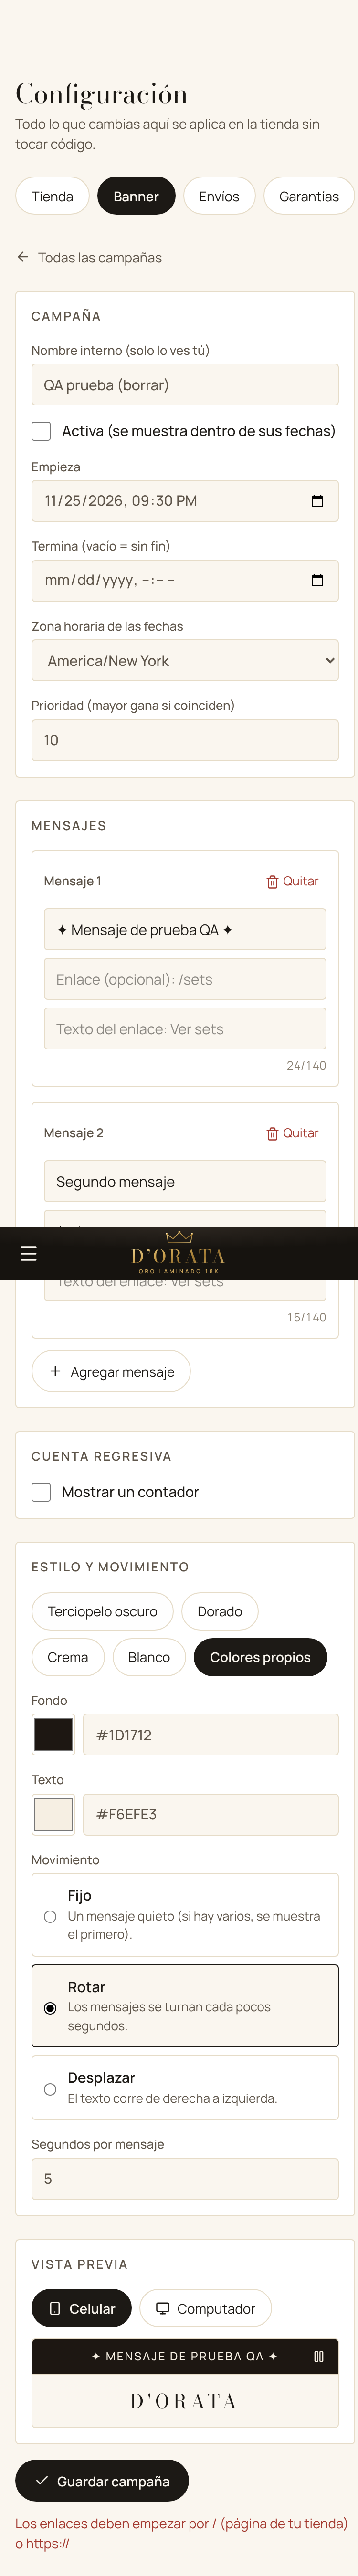 Configuración
Todo lo que cambias aquí se aplica en la tienda sin
tocar código.
Tienda Banner Envíos Garantías
← Todas las campañas
CAMPAÑA
Nombre interno (solo lo ves tú)
QA prueba (borrar)
Activa (se muestra dentro de sus fechas)
Empieza
11/25/2026, 09:30 PM
Termina (vacío = sin fin)
mm/dd/yyyy, --:-- --
Zona horaria de las fechas
America/New York
Prioridad (mayor gana si coinciden)
10
MENSAJES
Mensaje 1 Quitar
✦ Mensaje de prueba QA ✦
Enlace (opcional): /sets
Texto del enlace: Ver sets
24/140
Mensaje 2 Quitar
Segundo mensaje
D'ORATA
ORO LAMINADO 18K
Texto del enlace: Ver sets
15/140
+ Agregar mensaje
CUENTA REGRESIVA
Mostrar un contador
ESTILO Y MOVIMIENTO
Terciopelo oscuro Dorado
Crema Blanco Colores propios
Fondo
#1D1712
Texto
#F6EFE3
Movimiento
Fijo
Un mensaje quieto (si hay varios, se muestra
el primero).
Rotar
Los mensajes se turnan cada pocos
segundos.
Desplazar
El texto corre de derecha a izquierda.
Segundos por mensaje
5
VISTA PREVIA
Celular Computador
✦ MENSAJE DE PRUEBA QA ✦
D'ORATA
Guardar campaña
Los enlaces deben empezar por / (página de tu tienda)
o https://